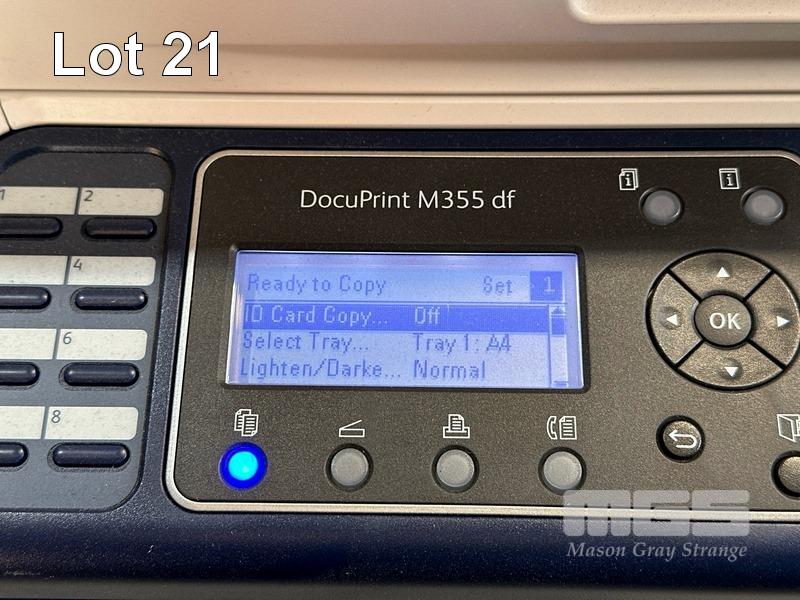 Lot 21
DocuPrint M355 df
1 2
4
6
8
Ready to Copy Set 1
ID Card Copy... Off
Select Tray... Tray 1: A4
Lighten/Darke... Normal
OK
MGS
Mason Gray Strange